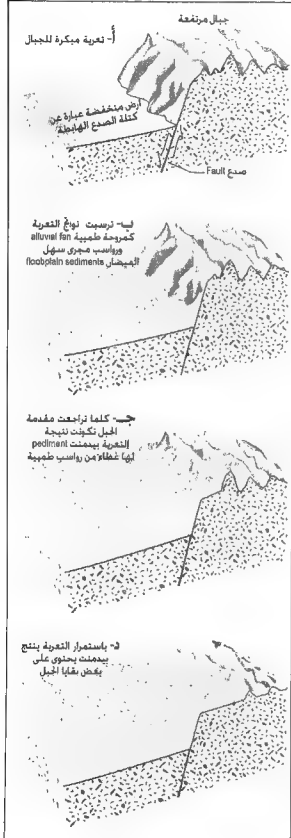 جبال مرتفعة
أ- تعرية مبكرة للجبال
أرض منخفضة عبارة عن
كتلة الصدع الهابطة
صدع Fault
ب- ترسبت نواتج التعرية
كمروحة طميية alluvial fan
ورواسب مجرى سهل
الفيضان floobplain sediments
جـ- كلما تراجعت مقدمة
الجبل تكونت نتيجة
التعرية بيدمنت pediment
لها غطاء من رواسب طميية
د- باستمرار التعرية ينتج
بيدمنت يحتوى على
بعض بقايا الجبل